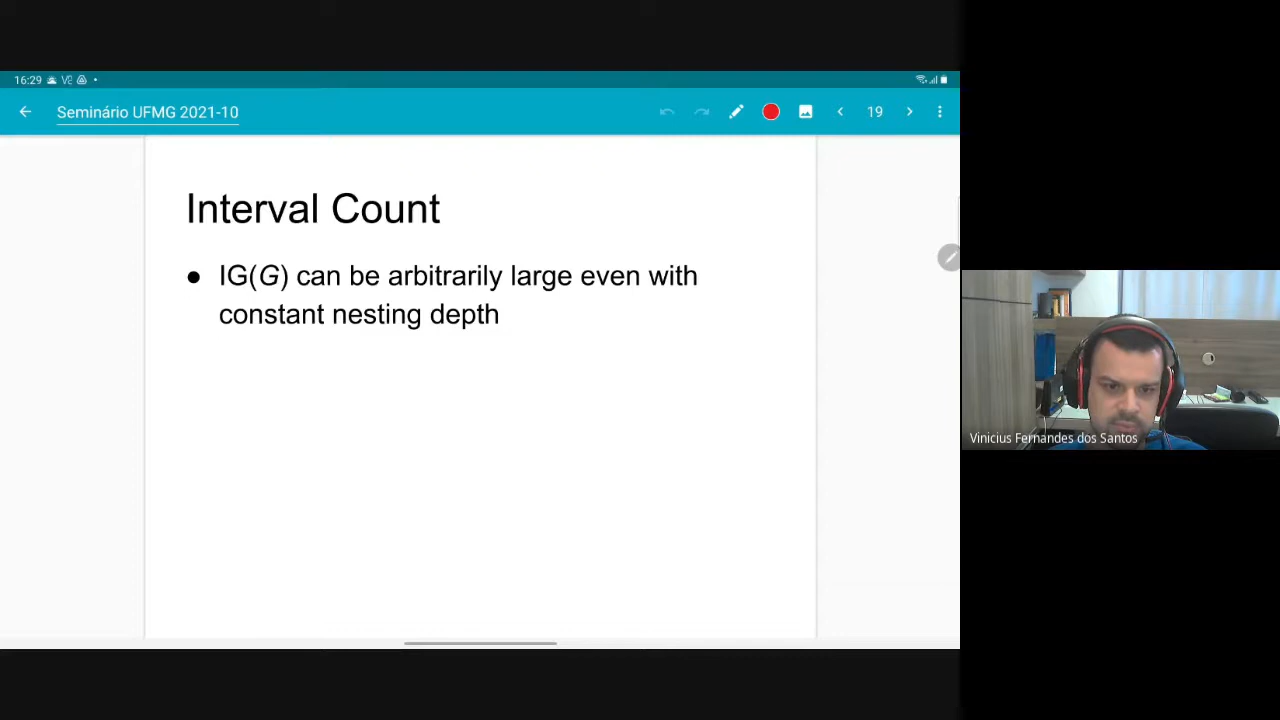 16:29
Seminário UFMG 2021-10
19
Interval Count
● IG(G) can be arbitrarily large even with
constant nesting depth
Vinicius Fernandes dos Santos